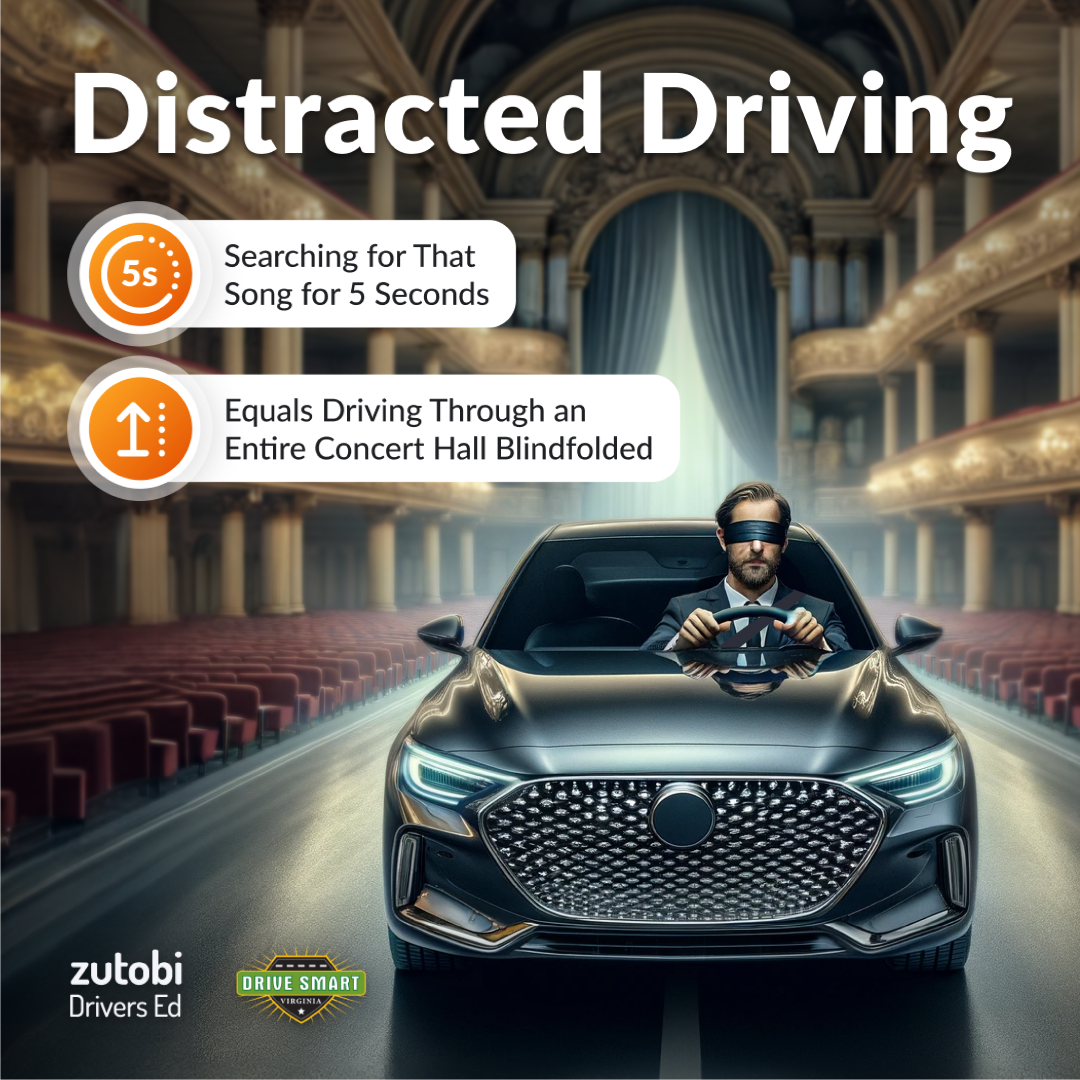 Distracted Driving
5s
Searching for That
Song for 5 Seconds
Equals Driving Through an
Entire Concert Hall Blindfolded
zutobi
Drivers Ed
DRIVE SMART
VIRGINIA